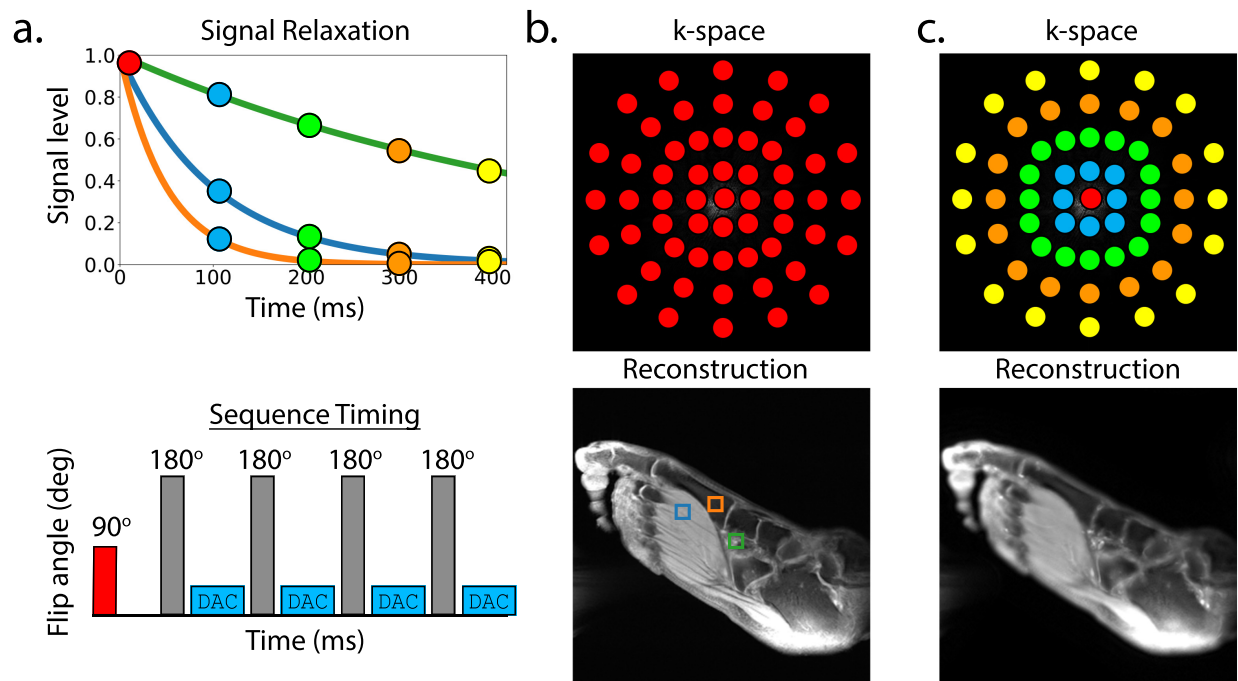 a.
Signal Relaxation
Signal level
1.0
0.8
0.6
0.4
0.2
0.0
0
100
200
300
400
Time (ms)
Sequence Timing
Flip angle (deg)
90°
180°
180°
180°
180°
DAC
DAC
DAC
DAC
Time (ms)
b.
k-space
Reconstruction
c.
k-space
Reconstruction